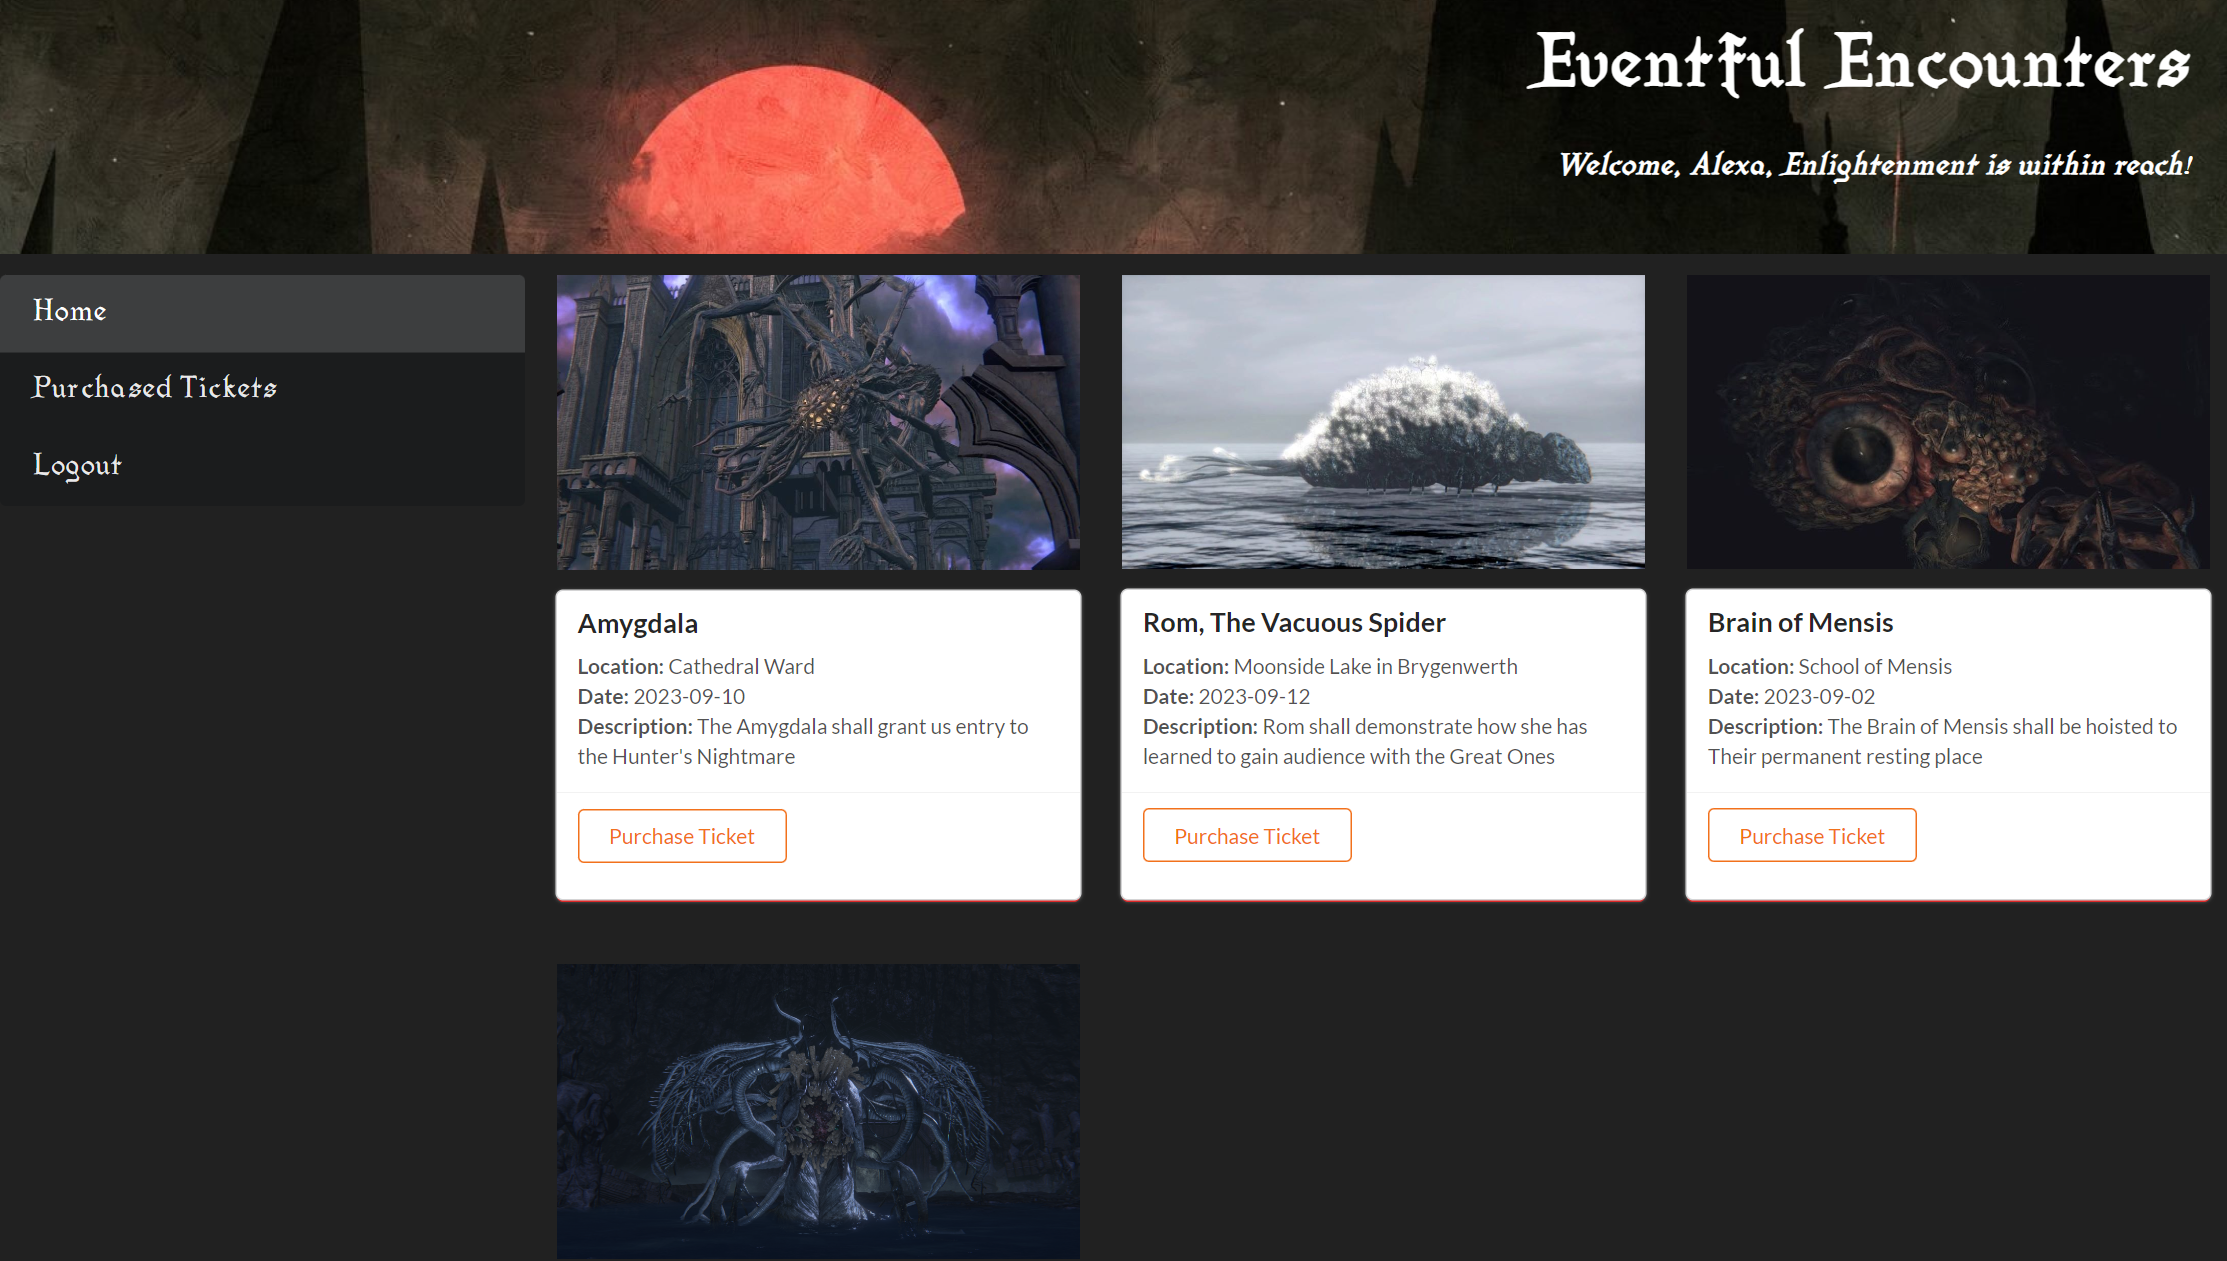 Eventful Encounters
Welcome, Alexa, Enlightenment is within reach!
Home
Purchased Tickets
Logout
Amygdala
Location: Cathedral Ward
Date: 2023-09-10
Description: The Amygdala shall grant us entry to
the Hunter's Nightmare
Purchase Ticket
Rom, The Vacuous Spider
Location: Moonside Lake in Brygenwerth
Date: 2023-09-12
Description: Rom shall demonstrate how she has
learned to gain audience with the Great Ones
Purchase Ticket
Brain of Mensis
Location: School of Mensis
Date: 2023-09-02
Description: The Brain of Mensis shall be hoisted to
Their permanent resting place
Purchase Ticket